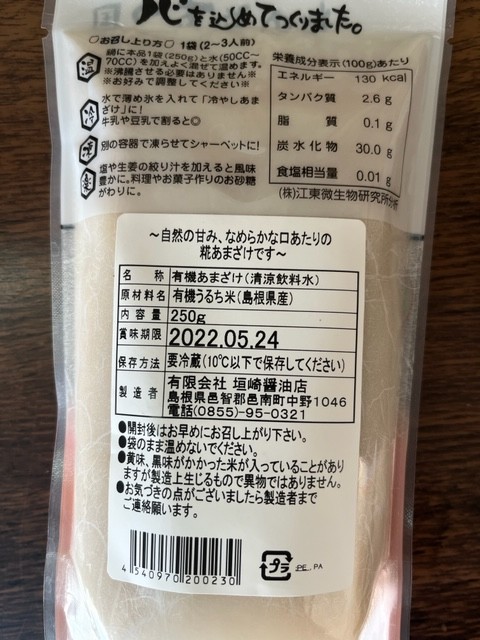 心を込めてつくりました。
○お召し上り方○ 1袋(2~3人前)
温 鍋に本品1袋(250g)と水(50CC~
70CC)を加えよく混ぜて温めます。
※沸騰させる必要はありません※
※お好みで調整してください※
冷 水で薄め氷を入れて「冷やしあま
ざけ」に!
牛乳や豆乳で割ると◎
凍 別の容器で凍らせてシャーベットに!
塩や生姜の絞り汁を加えると風味
豊かに。料理やお菓子作りのお砂糖
がわりに。
栄養成分表示(100g)あたり
エネルギー 130 kcal
タンパク質 2.6 g
脂質 0.1 g
炭水化物 30.0 g
食塩相当量 0.01 g
(株)江東微生物研究所分析
~自然の甘み、なめらかな口あたりの
糀あまざけです~
名称 有機あまざけ(清涼飲料水)
原材料名 有機うるち米(島根県産)
内容量 250g
賞味期限 2022.05.24
保存方法 要冷蔵(10℃以下で保存してください)
製造者 有限会社 垣崎醤油店
島根県邑智郡邑南町中野1046
電話(0855)-95-0321
●開封後はお早めにお召し上がり下さい。
●袋のまま温めないでください。
●黄味、黒味がかかった米が入っていることがあり
ますが製造上生じるもので異物ではありません。
●お気づきの点がございましたら製造者まで
ご連絡願います。
4 540970 200230
プラ PE,PA